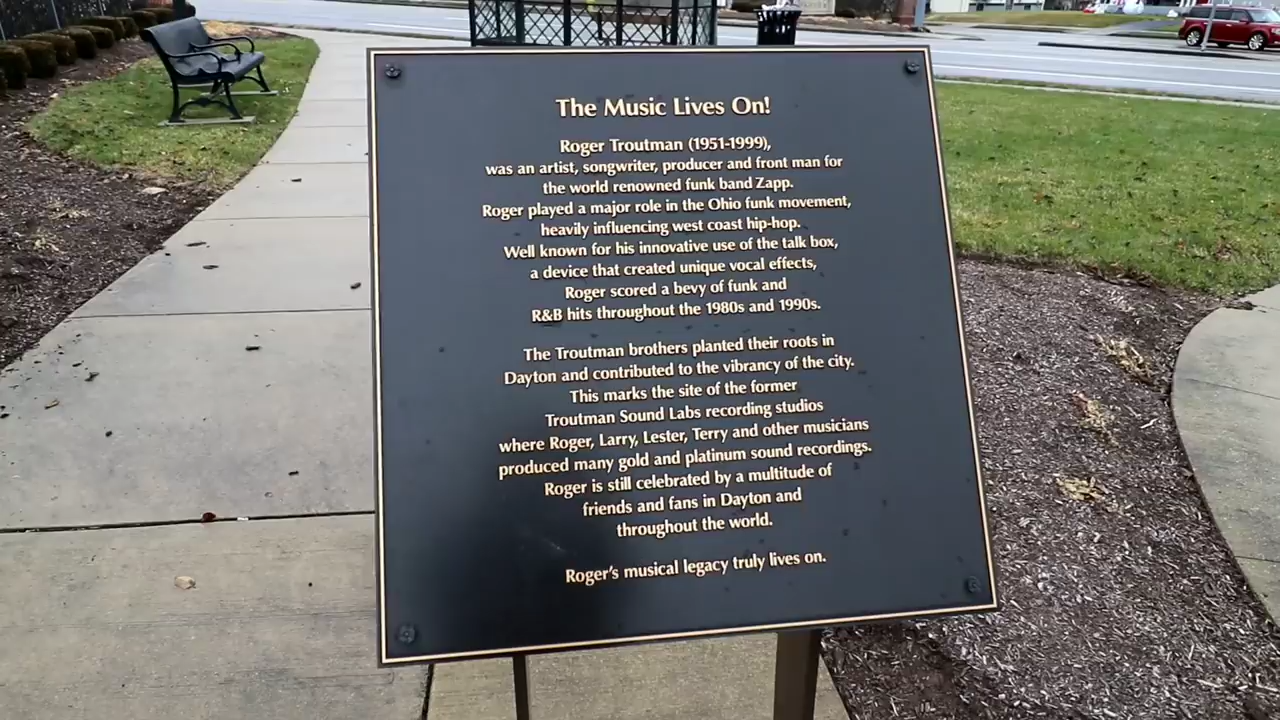 The Music Lives On!
Roger Troutman (1951-1999),
was an artist, songwriter, producer and front man for
the world renowned funk band Zapp.
Roger played a major role in the Ohio funk movement,
heavily influencing west coast hip-hop.
Well known for his innovative use of the talk box,
a device that created unique vocal effects,
Roger scored a bevy of funk and
R&B hits throughout the 1980s and 1990s.
The Troutman brothers planted their roots in
Dayton and contributed to the vibrancy of the city.
This marks the site of the former
Troutman Sound Labs recording studios
where Roger, Larry, Lester, Terry and other musicians
produced many gold and platinum sound recordings.
Roger is still celebrated by a multitude of
friends and fans in Dayton and
throughout the world.
Roger's musical legacy truly lives on.